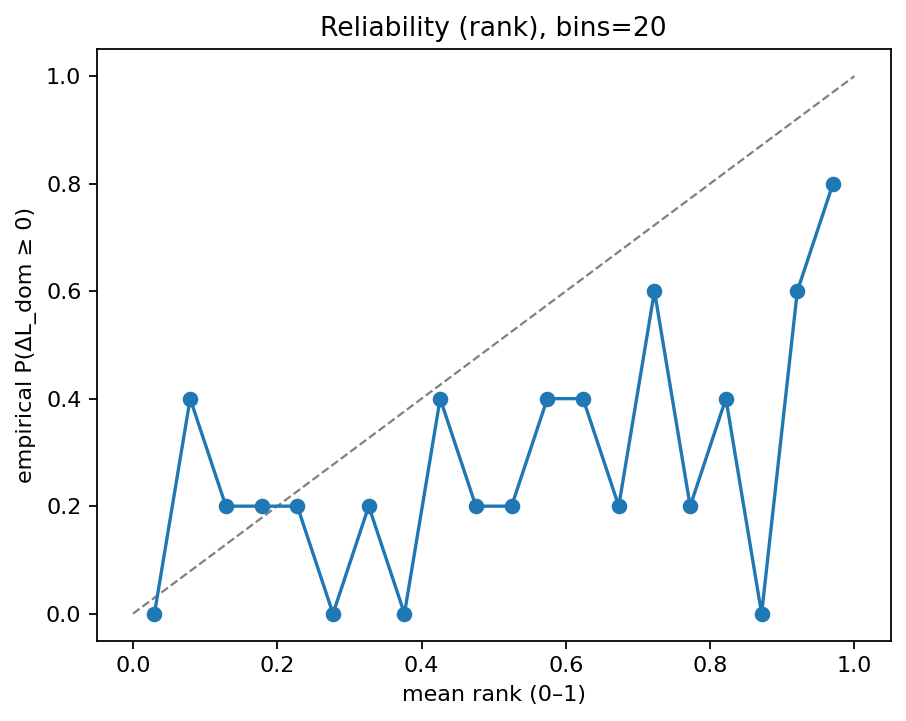 Reliability (rank), bins=20
empirical P(ΔL_dom ≥ 0)
1.0
0.8
0.6
0.4
0.2
0.0
0.0 0.2 0.4 0.6 0.8 1.0
mean rank (0–1)